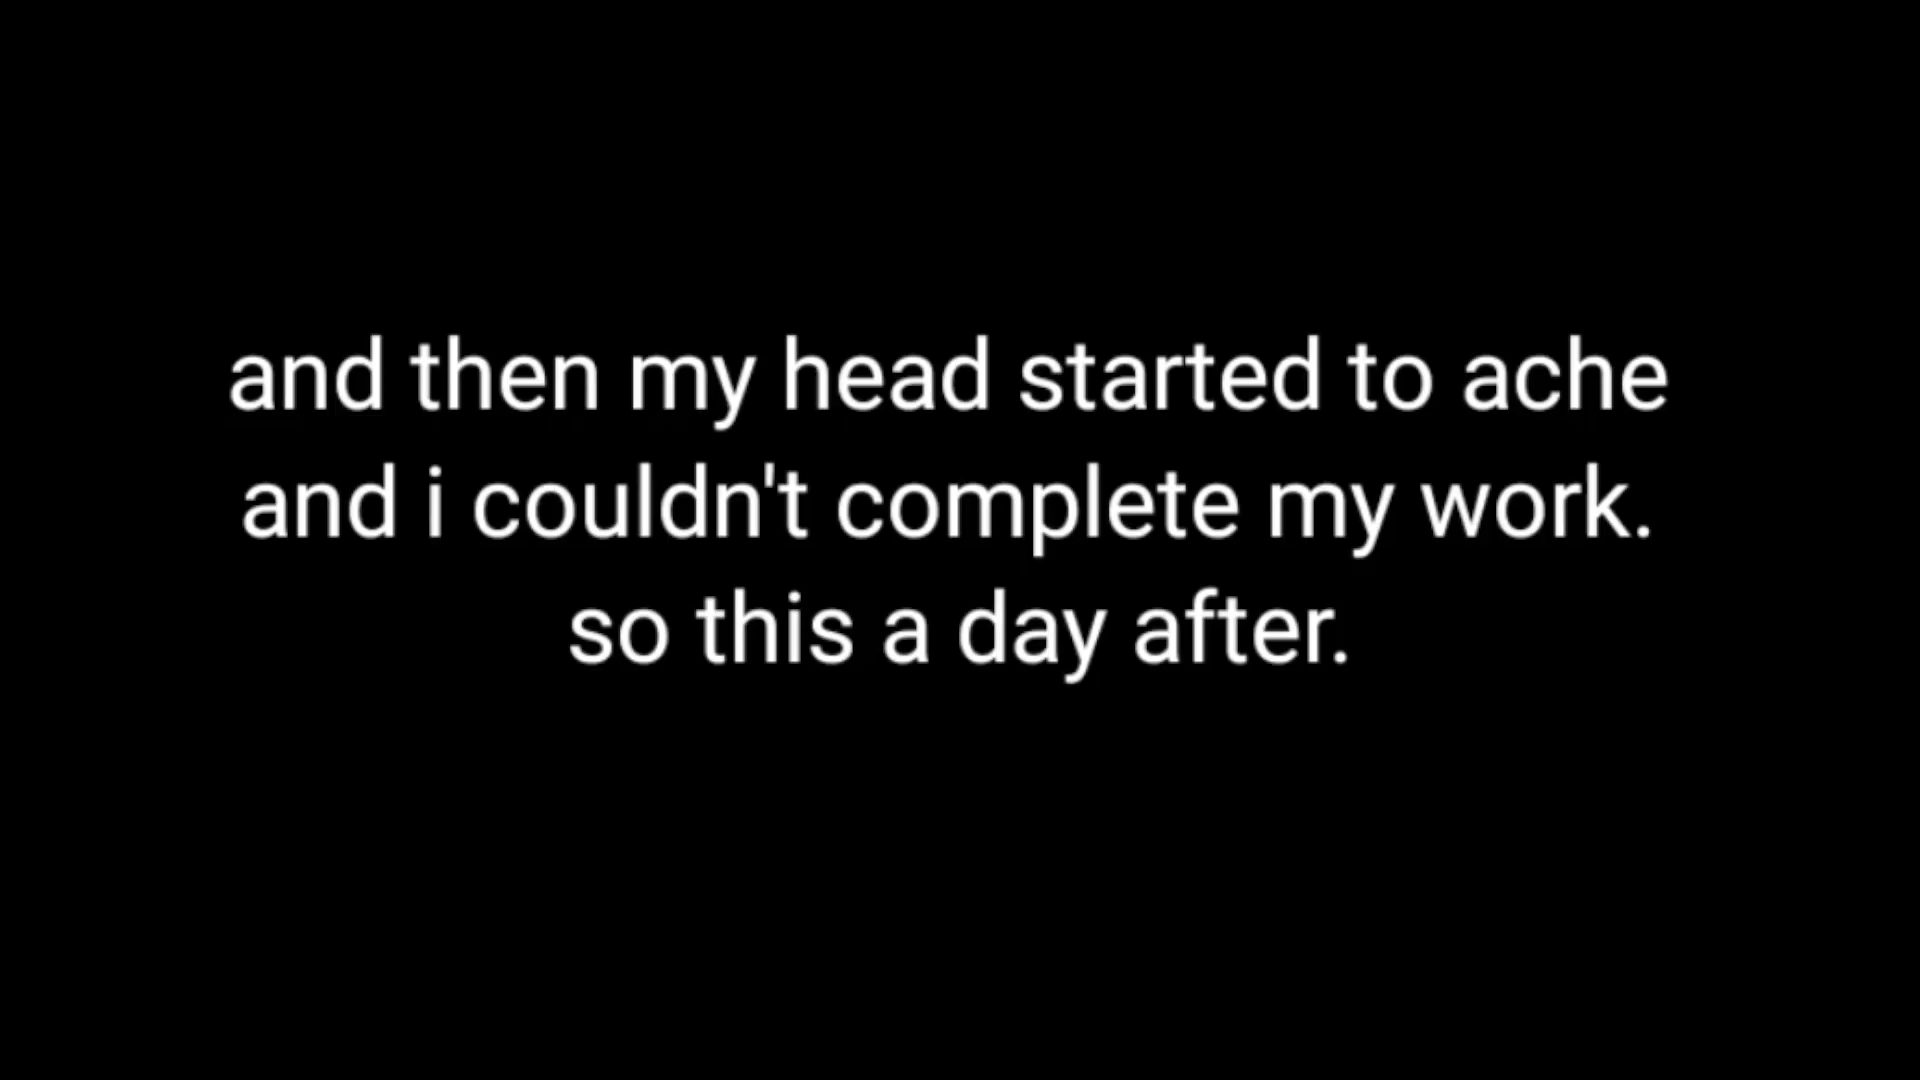 and then my head started to ache
and i couldn't complete my work.
so this a day after.